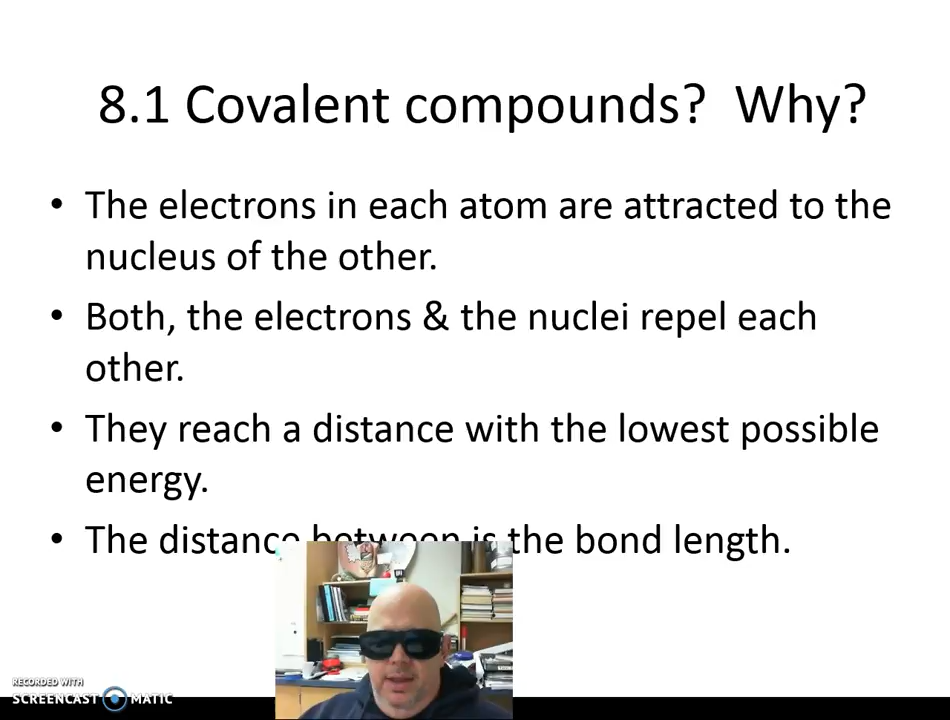 8.1 Covalent compounds?  Why?
• The electrons in each atom are attracted to the
nucleus of the other.
• Both, the electrons & the nuclei repel each
other.
• They reach a distance with the lowest possible
energy.
• The distance between is the bond length.
RECORDED WITH
SCREENCAST MATIC